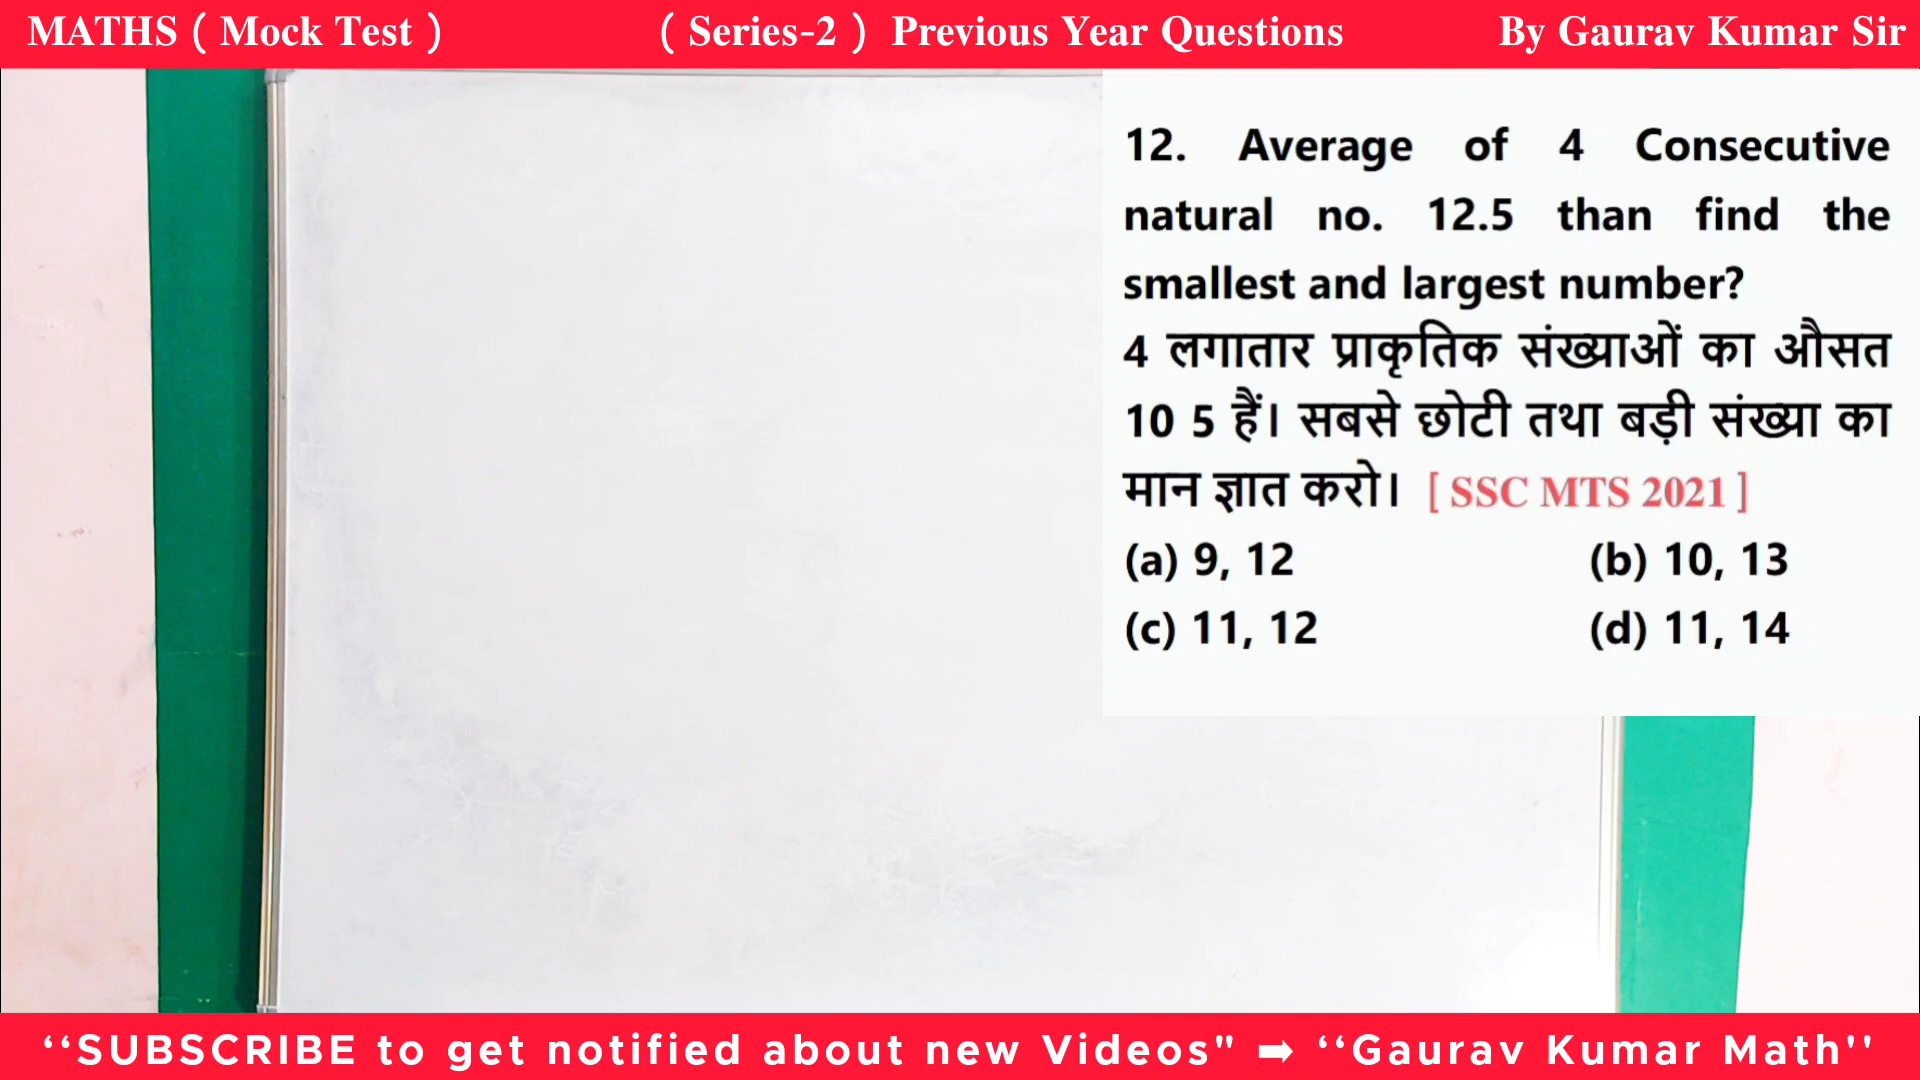 MATHS ( Mock Test ) ( Series-2 ) Previous Year Questions By Gaurav Kumar Sir
12. Average of 4 Consecutive
natural no. 12.5 than find the
smallest and largest number?
4 लगातार प्राकृतिक संख्याओं का औसत
10 5 हैं। सबसे छोटी तथा बड़ी संख्या का
मान ज्ञात करो। [ SSC MTS 2021 ]
(a) 9, 12 (b) 10, 13
(c) 11, 12 (d) 11, 14
‘‘SUBSCRIBE to get notified about new Videos" ➡ ‘‘Gaurav Kumar Math''